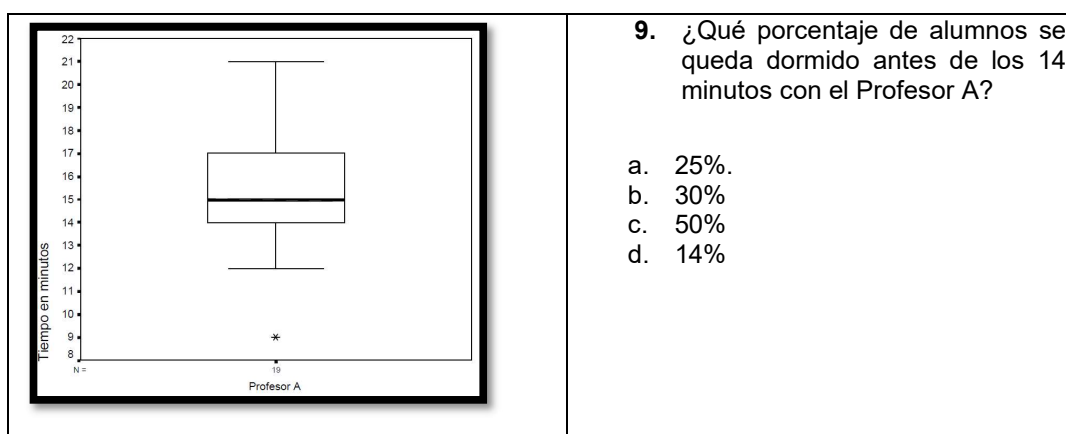 22
21
20
19
18
17
16
15
14
13
12
11
10
9
8
Tiempo en minutos
N =
19
Profesor A
9. ¿Qué porcentaje de alumnos se
queda dormido antes de los 14
minutos con el Profesor A?
a. 25%.
b. 30%
c. 50%
d. 14%